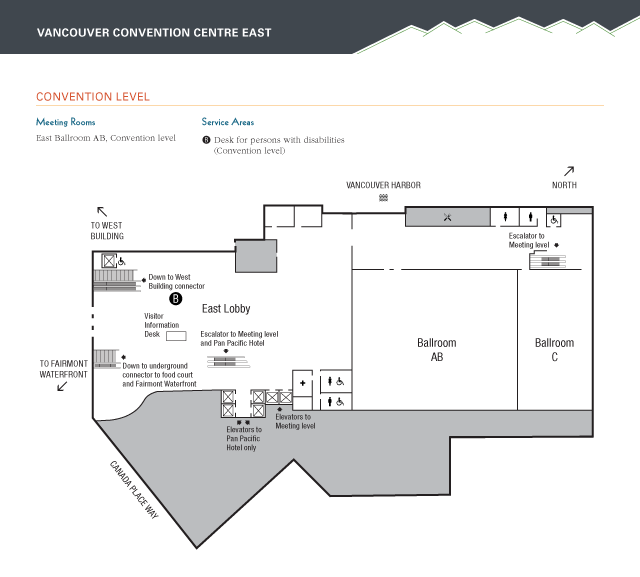 VANCOUVER CONVENTION CENTRE EAST
CONVENTION LEVEL
Meeting Rooms
East Ballroom AB, Convention level
Service Areas
B Desk for persons with disabilities
(Convention level)
VANCOUVER HARBOR
NORTH
TO WEST
BUILDING
Escalator to
Meeting level
Down to West
Building connector
B
East Lobby
Visitor
Information
Desk
Escalator to Meeting level
and Pan Pacific Hotel
Ballroom
AB
Ballroom
C
TO FAIRMONT
WATERFRONT
Down to underground
connector to food court
and Fairmont Waterfront
Elevators to
Meeting level
Elevators to
Pan Pacific
Hotel only
CANADA PLACE WAY